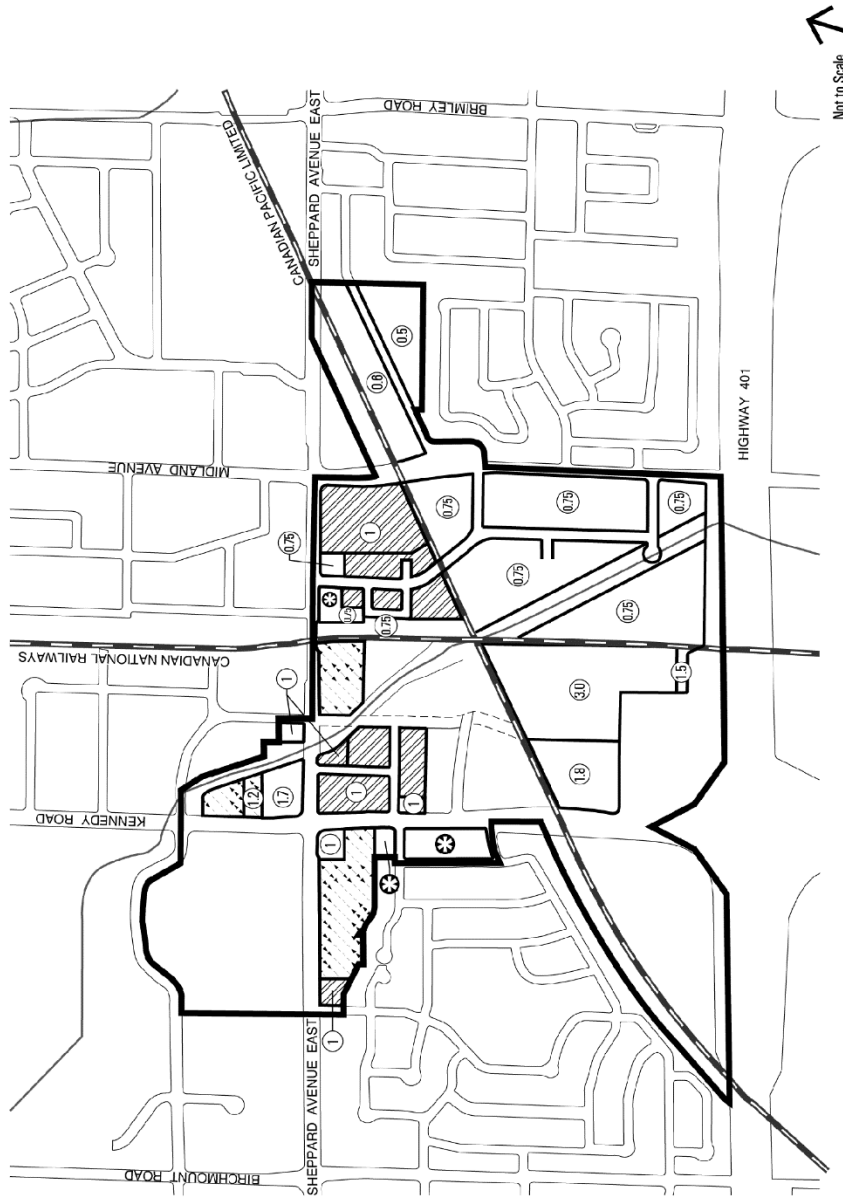 Not to Scale
BRIMLEY ROAD
CANADIAN PACIFIC LIMITED
SHEPPARD AVENUE EAST
0.5
0.6
HIGHWAY 401
MIDLAND AVENUE
0.75
1
0.75
0.75
0.75
0.75
0.75
0.75
0.75
CANADIAN NATIONAL RAILWAYS
1
3.0
1.5
1.8
1.2
1.7
1
1
KENNEDY ROAD
1
1
SHEPPARD AVENUE EAST
BIRCHMOUNT ROAD